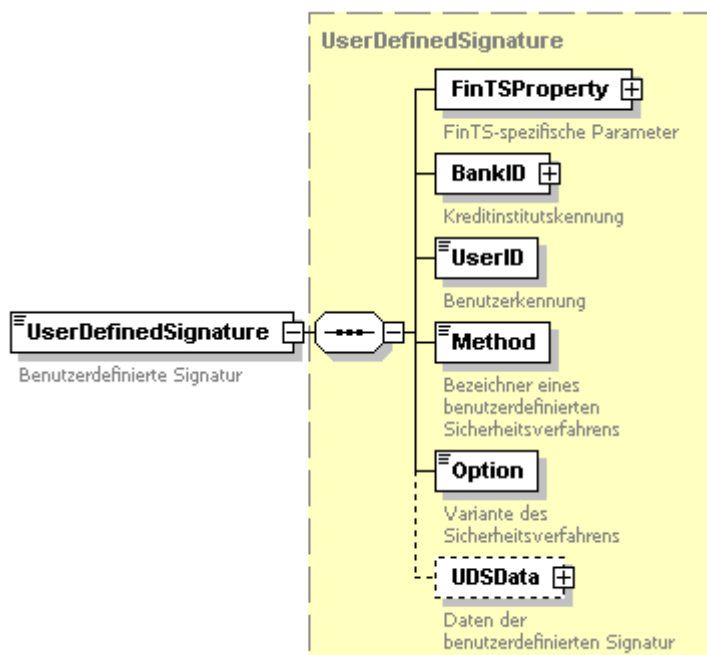 UserDefinedSignature
FinTSProperty
FinTS-spezifische Parameter
BankID
Kreditinstitutskennung
UserID
Benutzerkennung
UserDefinedSignature
Benutzerdefinierte Signatur
Method
Bezeichner eines
benutzerdefinierten
Sicherheitsverfahrens
Option
Variante des
Sicherheitsverfahrens
UDSData
Daten der
benutzerdefinierten Signatur